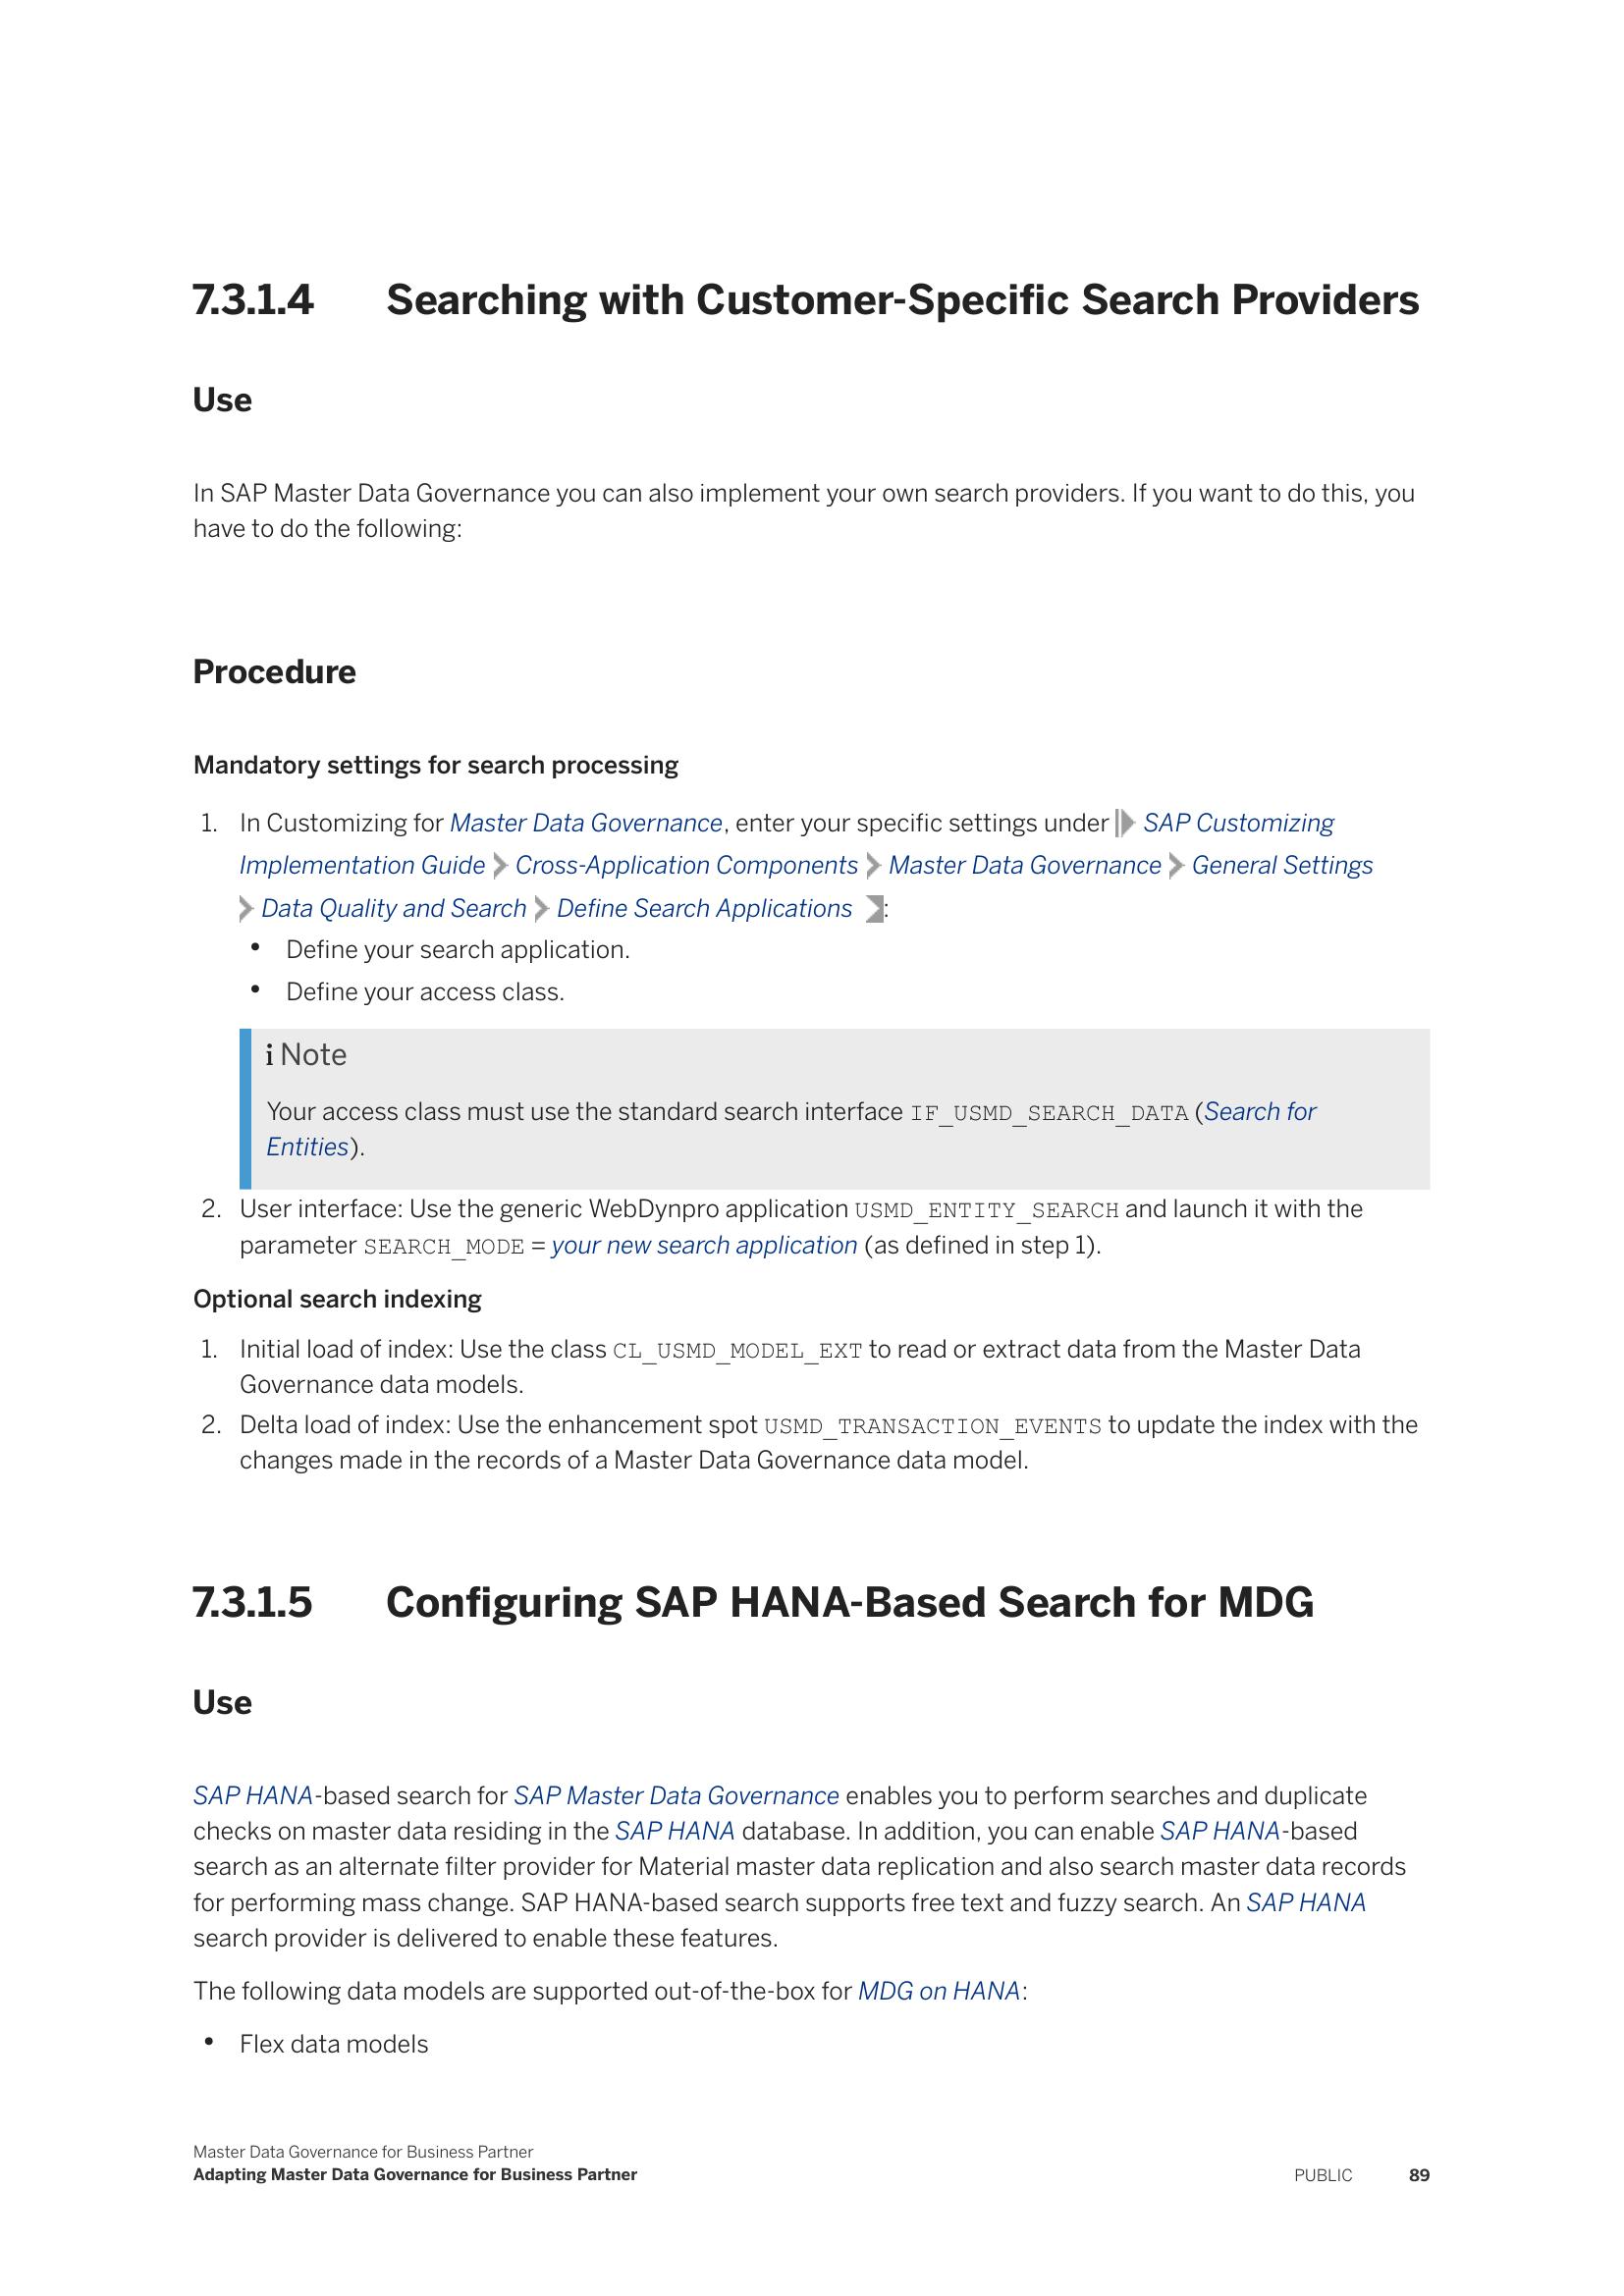 7.3.1.4 Searching with Customer-Specific Search Providers
Use
In SAP Master Data Governance you can also implement your own search providers. If you want to do this, you
have to do the following:
Procedure
Mandatory settings for search processing
1. In Customizing for Master Data Governance, enter your specific settings under SAP Customizing
Implementation Guide Cross-Application Components Master Data Governance General Settings
Data Quality and Search Define Search Applications :
• Define your search application.
• Define your access class.
i Note
Your access class must use the standard search interface IF_USMD_SEARCH_DATA (Search for
Entities).
2. User interface: Use the generic WebDynpro application USMD_ENTITY_SEARCH and launch it with the
parameter SEARCH_MODE = your new search application (as defined in step 1).
Optional search indexing
1. Initial load of index: Use the class CL_USMD_MODEL_EXT to read or extract data from the Master Data
Governance data models.
2. Delta load of index: Use the enhancement spot USMD_TRANSACTION_EVENTS to update the index with the
changes made in the records of a Master Data Governance data model.
7.3.1.5 Configuring SAP HANA-Based Search for MDG
Use
SAP HANA-based search for SAP Master Data Governance enables you to perform searches and duplicate
checks on master data residing in the SAP HANA database. In addition, you can enable SAP HANA-based
search as an alternate filter provider for Material master data replication and also search master data records
for performing mass change. SAP HANA-based search supports free text and fuzzy search. An SAP HANA
search provider is delivered to enable these features.
The following data models are supported out-of-the-box for MDG on HANA:
• Flex data models
Master Data Governance for Business Partner
Adapting Master Data Governance for Business Partner PUBLIC 89